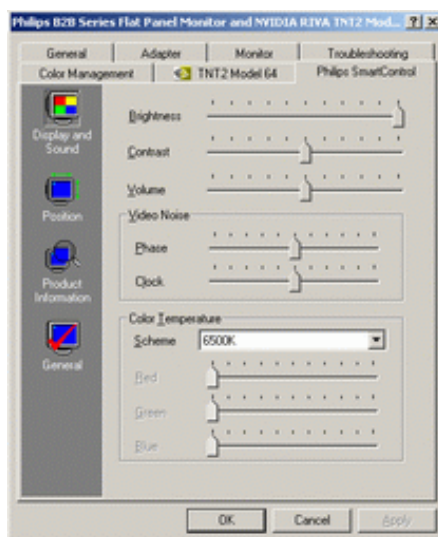 Philips B2B Series Flat Panel Monitor and NVIDIA RIVA TNT2 Mod... ? X
General Adapter Monitor Troubleshooting
Color Management TNT2 Model 64 Philips SmartControl
Display and
Sound
Position
Product
Information
General
Brightness
Contrast
Volume
Video Noise
Phase
Clock
Color Temperature
Scheme 6500K
Red
Green
Blue
OK Cancel Apply